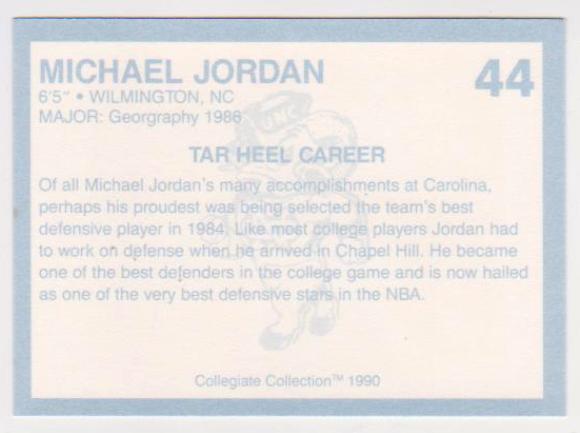 MICHAEL JORDAN 44
6'5" • WILMINGTON, NC
MAJOR: Georgraphy 1986
UNC
TAR HEEL CAREER
Of all Michael Jordan's many accomplishments at Carolina,
perhaps his proudest was being selected the team's best
defensive player in 1984. Like most college players Jordan had
to work on defense when he arrived in Chapel Hill. He became
one of the best defenders in the college game and is now hailed
as one of the very best defensive stars in the NBA.
Collegiate Collection™ 1990